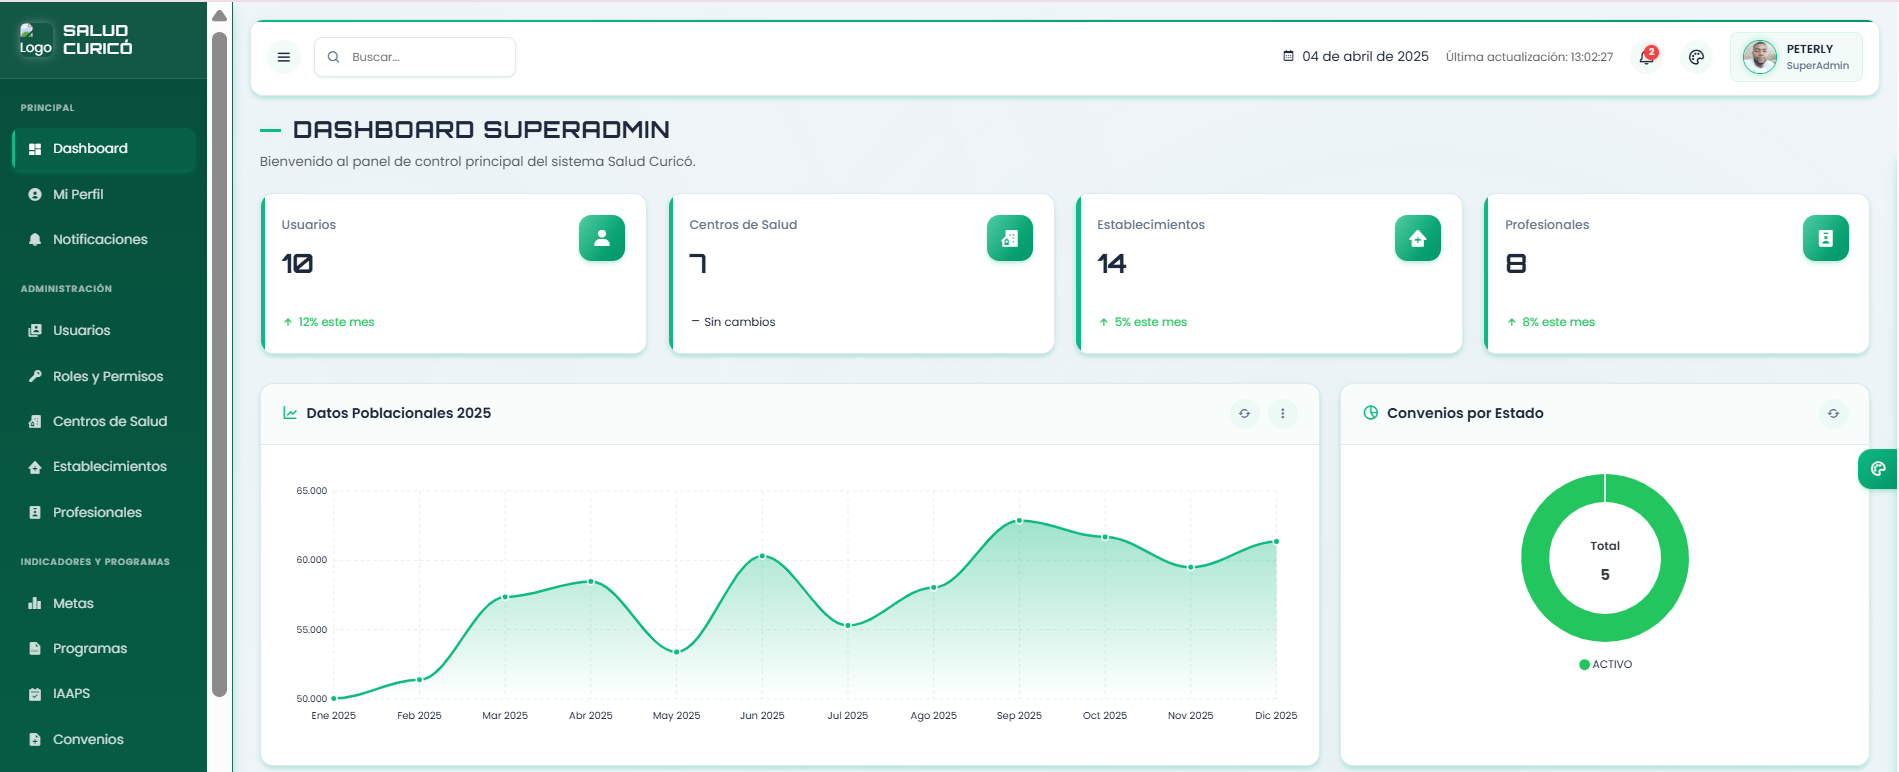 Logo
SALUD
CURICÓ
PRINCIPAL
Dashboard
Mi Perfil
Notificaciones
ADMINISTRACIÓN
Usuarios
Roles y Permisos
Centros de Salud
Establecimientos
Profesionales
INDICADORES Y PROGRAMAS
Metas
Programas
IAAPS
Convenios
Buscar...
04 de abril de 2025
Última actualización: 13:02:27
2
PETERLY
SuperAdmin
DASHBOARD SUPERADMIN
Bienvenido al panel de control principal del sistema Salud Curicó.
Usuarios
10
12% este mes
Centros de Salud
7
Sin cambios
Establecimientos
14
5% este mes
Profesionales
8
8% este mes
Datos Poblacionales 2025
65.000
60.000
55.000
50.000
Ene 2025 Feb 2025 Mar 2025 Abr 2025 May 2025 Jun 2025 Jul 2025 Ago 2025 Sep 2025 Oct 2025 Nov 2025 Dic 2025
Convenios por Estado
Total
5
ACTIVO